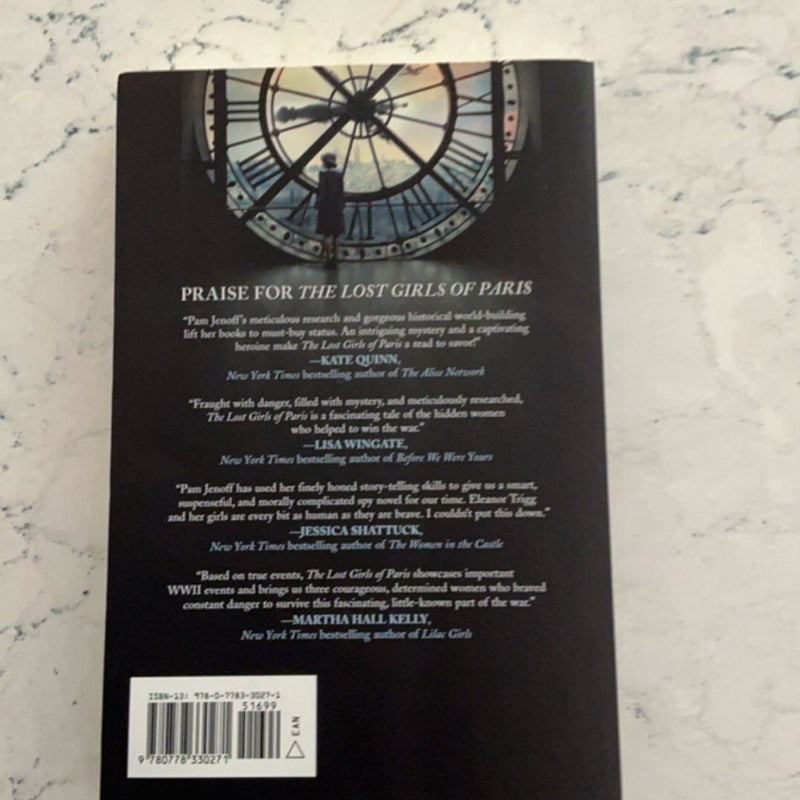 PRAISE FOR THE LOST GIRLS OF PARIS
“Pam Jenoff’s meticulous research and gorgeous historical world-building
lift her books to must-buy status. An intriguing mystery and a captivating
heroine make The Lost Girls of Paris a read to savor!”
—KATE QUINN,
New York Times bestselling author of The Alice Network
“Fraught with danger, filled with mystery, and meticulously researched,
The Lost Girls of Paris is a fascinating tale of the hidden women
who helped to win the war.”
—LISA WINGATE,
New York Times bestselling author of Before We Were Yours
“Pam Jenoff has used her finely honed story-telling skills to give us a smart,
suspenseful, and morally complicated spy novel for our time. Eleanor Trigg
and her girls are every bit as human as they are brave. I couldn’t put this down.”
—JESSICA SHATTUCK,
New York Times bestselling author of The Women in the Castle
“Based on true events, The Lost Girls of Paris showcases important
WWII events and brings us three courageous, determined women who braved
constant danger to survive this fascinating, little-known part of the war.”
—MARTHA HALL KELLY,
New York Times bestselling author of Lilac Girls
ISBN-13: 978-0-7783-3027-1
51699
9 780778 330271
EAN